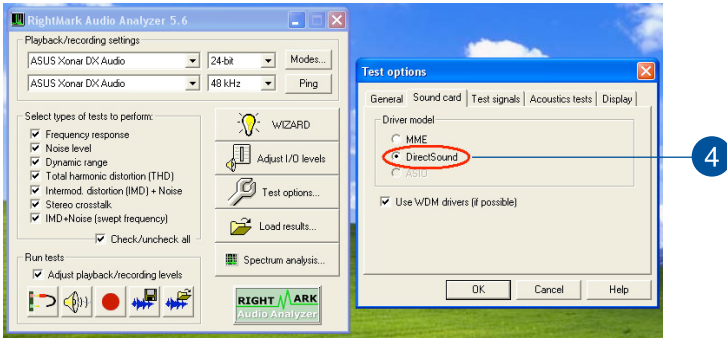 RightMark Audio Analyzer 5.6
Playback/recording settings
ASUS Xonar DX Audio 24-bit Modes...
ASUS Xonar DX Audio 48 kHz Ping
Select types of tests to perform:
Frequency response
Noise level
Dynamic range
Total harmonic distortion (THD)
Intermod. distortion (IMD) + Noise
Stereo crosstalk
IMD+Noise (swept frequency)
Check/uncheck all
WIZARD
Adjust I/O levels
Test options...
Load results...
Spectrum analysis...
Run tests
Adjust playback/recording levels
RIGHT MARK
Audio Analyzer
Test options
General Sound card Test signals Acoustics tests Display
Driver model
MME
DirectSound
ASIO
Use WDM drivers (if possible)
OK Cancel Help
4